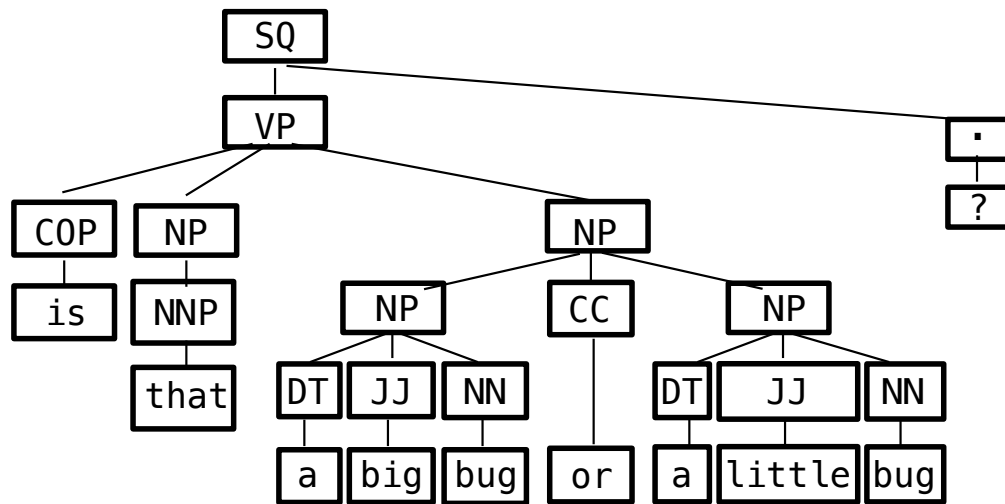 SQ
VP
.
COP NP NP ?
is NNP NP CC NP
that DT JJ NN DT JJ NN
a big bug or a little bug